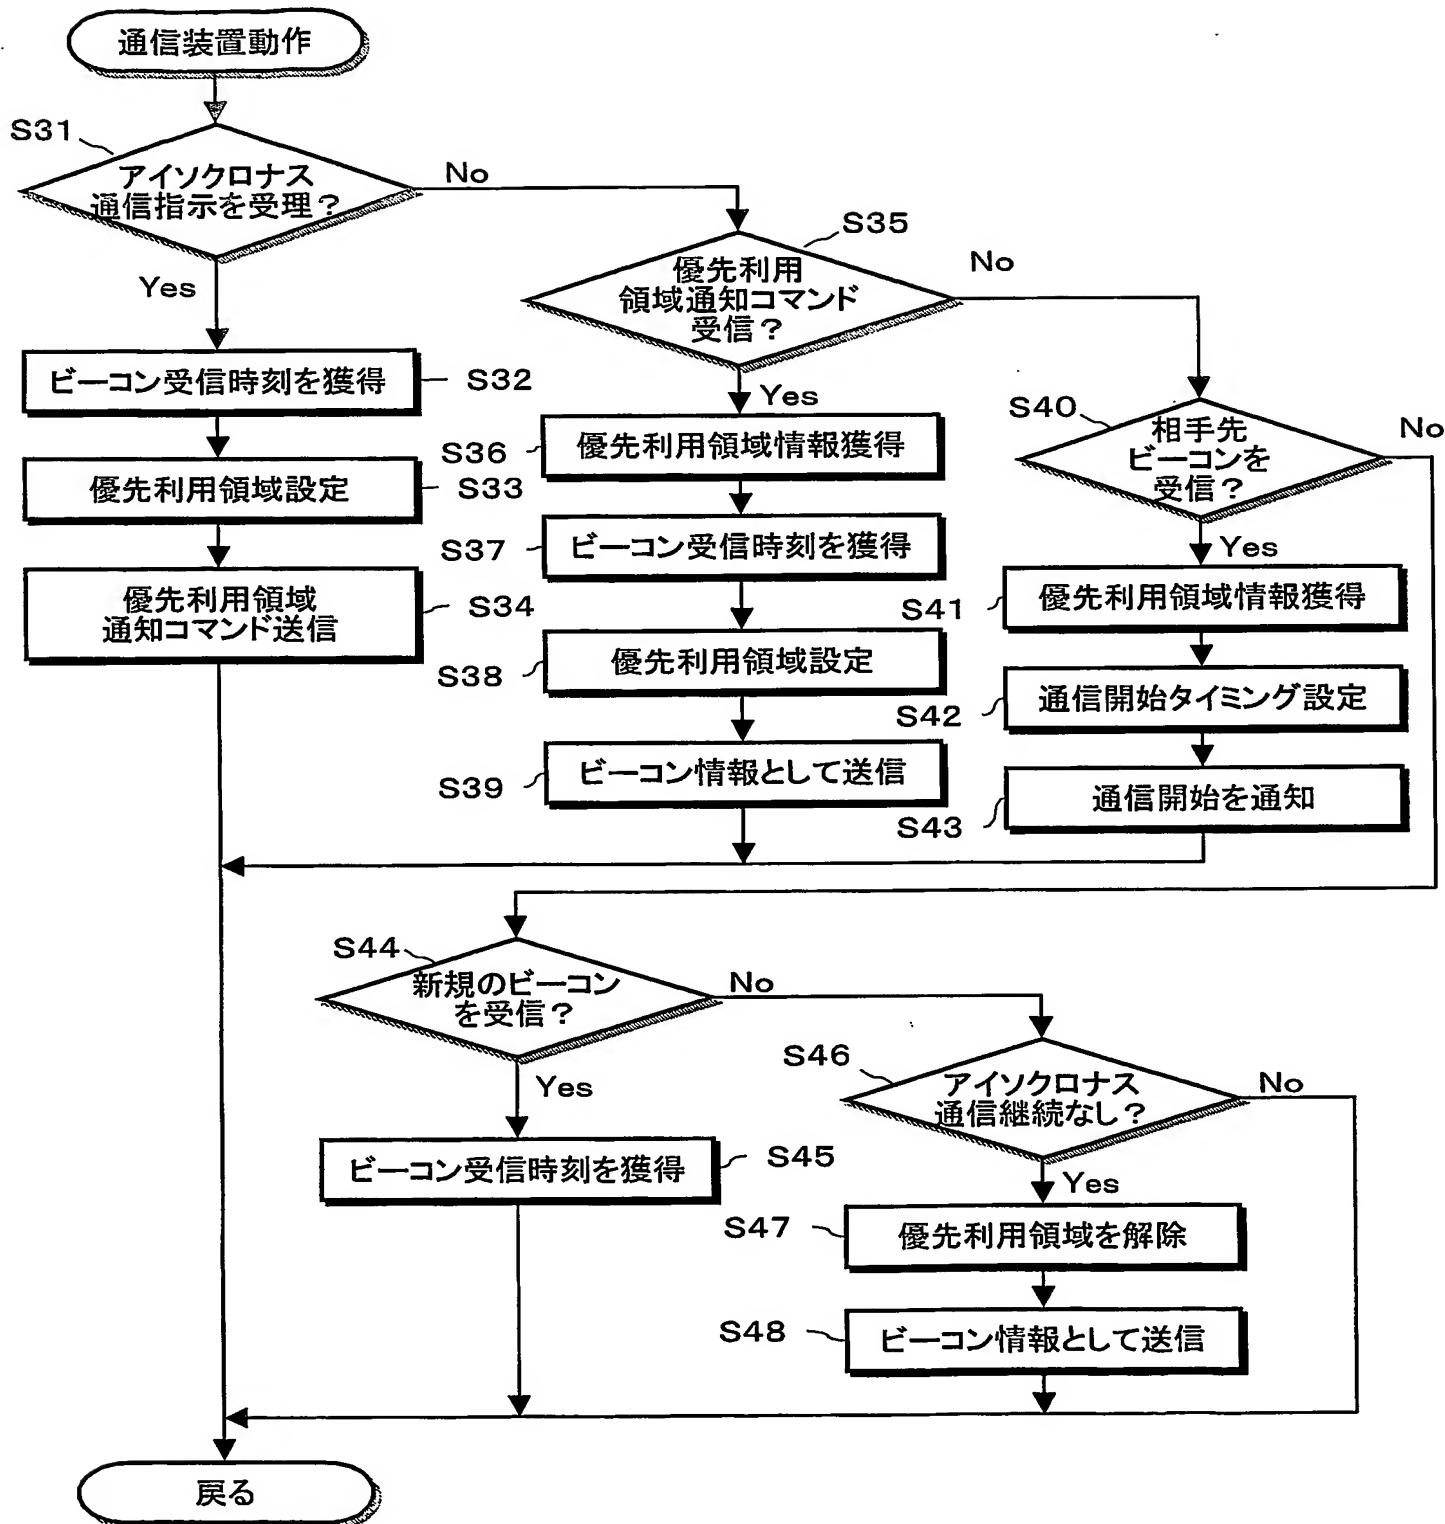 通信装置動作
S31
アイソクロナス
通信指示を受理？
No
Yes
ビーコン受信時刻を獲得
S32
優先利用領域設定
S33
優先利用領域
通知コマンド送信
S34
S35
優先利用
領域通知コマンド
受信？
No
Yes
S36
優先利用領域情報獲得
S37
ビーコン受信時刻を獲得
S38
優先利用領域設定
S39
ビーコン情報として送信
S40
相手先
ビーコンを
受信？
No
Yes
S41
優先利用領域情報獲得
S42
通信開始タイミング設定
S43
通信開始を通知
S44
新規のビーコン
を受信？
No
Yes
ビーコン受信時刻を獲得
S45
S46
アイソクロナス
通信継続なし？
No
Yes
S47
優先利用領域を解除
S48
ビーコン情報として送信
戻る